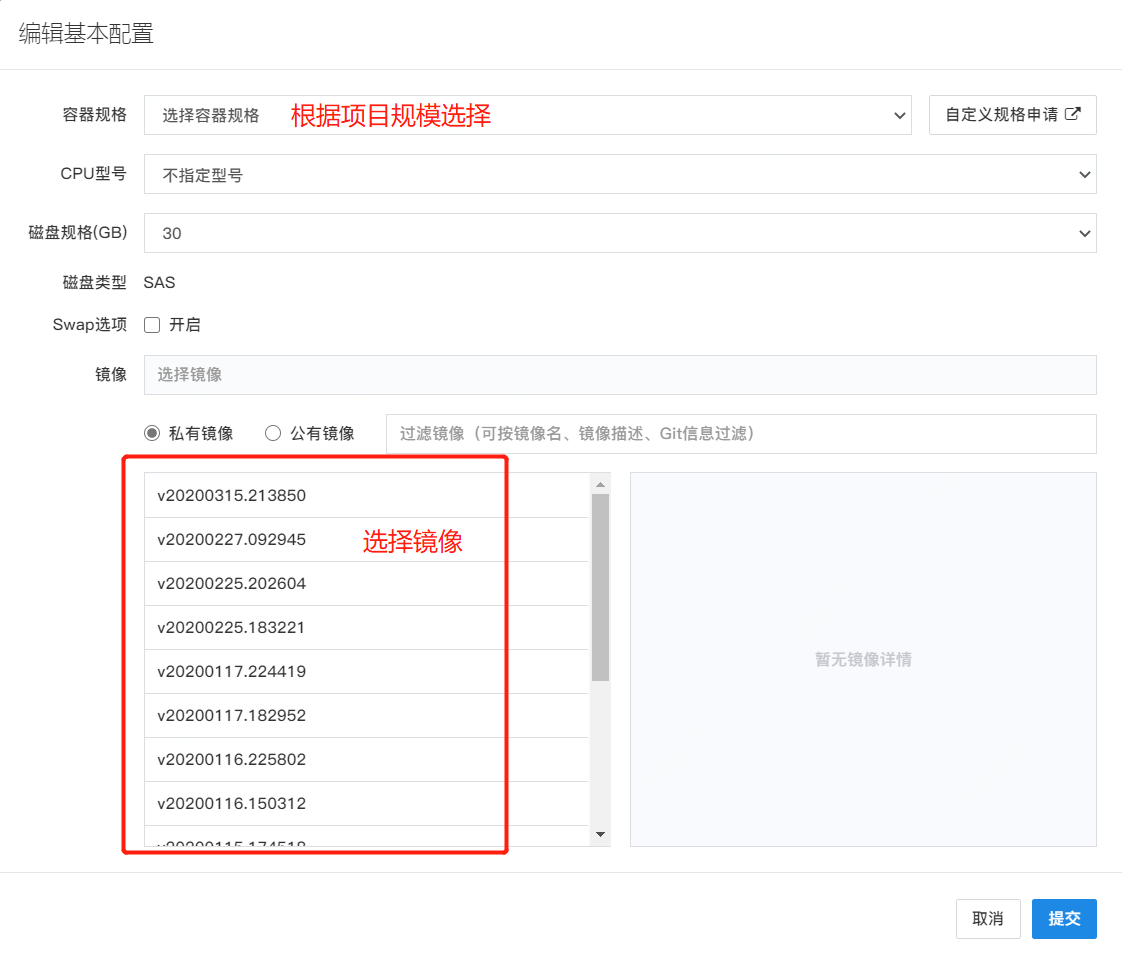 编辑基本配置
容器规格 选择容器规格 根据项目规模选择 自定义规格申请
CPU型号 不指定型号
磁盘规格(GB) 30
磁盘类型 SAS
Swap选项 开启
镜像 选择镜像
私有镜像 公有镜像 过滤镜像（可按镜像名、镜像描述、Git信息过滤）
v20200315.213850
v20200227.092945 选择镜像
v20200225.202604
v20200225.183221
暂无镜像详情
v20200117.224419
v20200117.182952
v20200116.225802
v20200116.150312
v20200115.174518
取消 提交